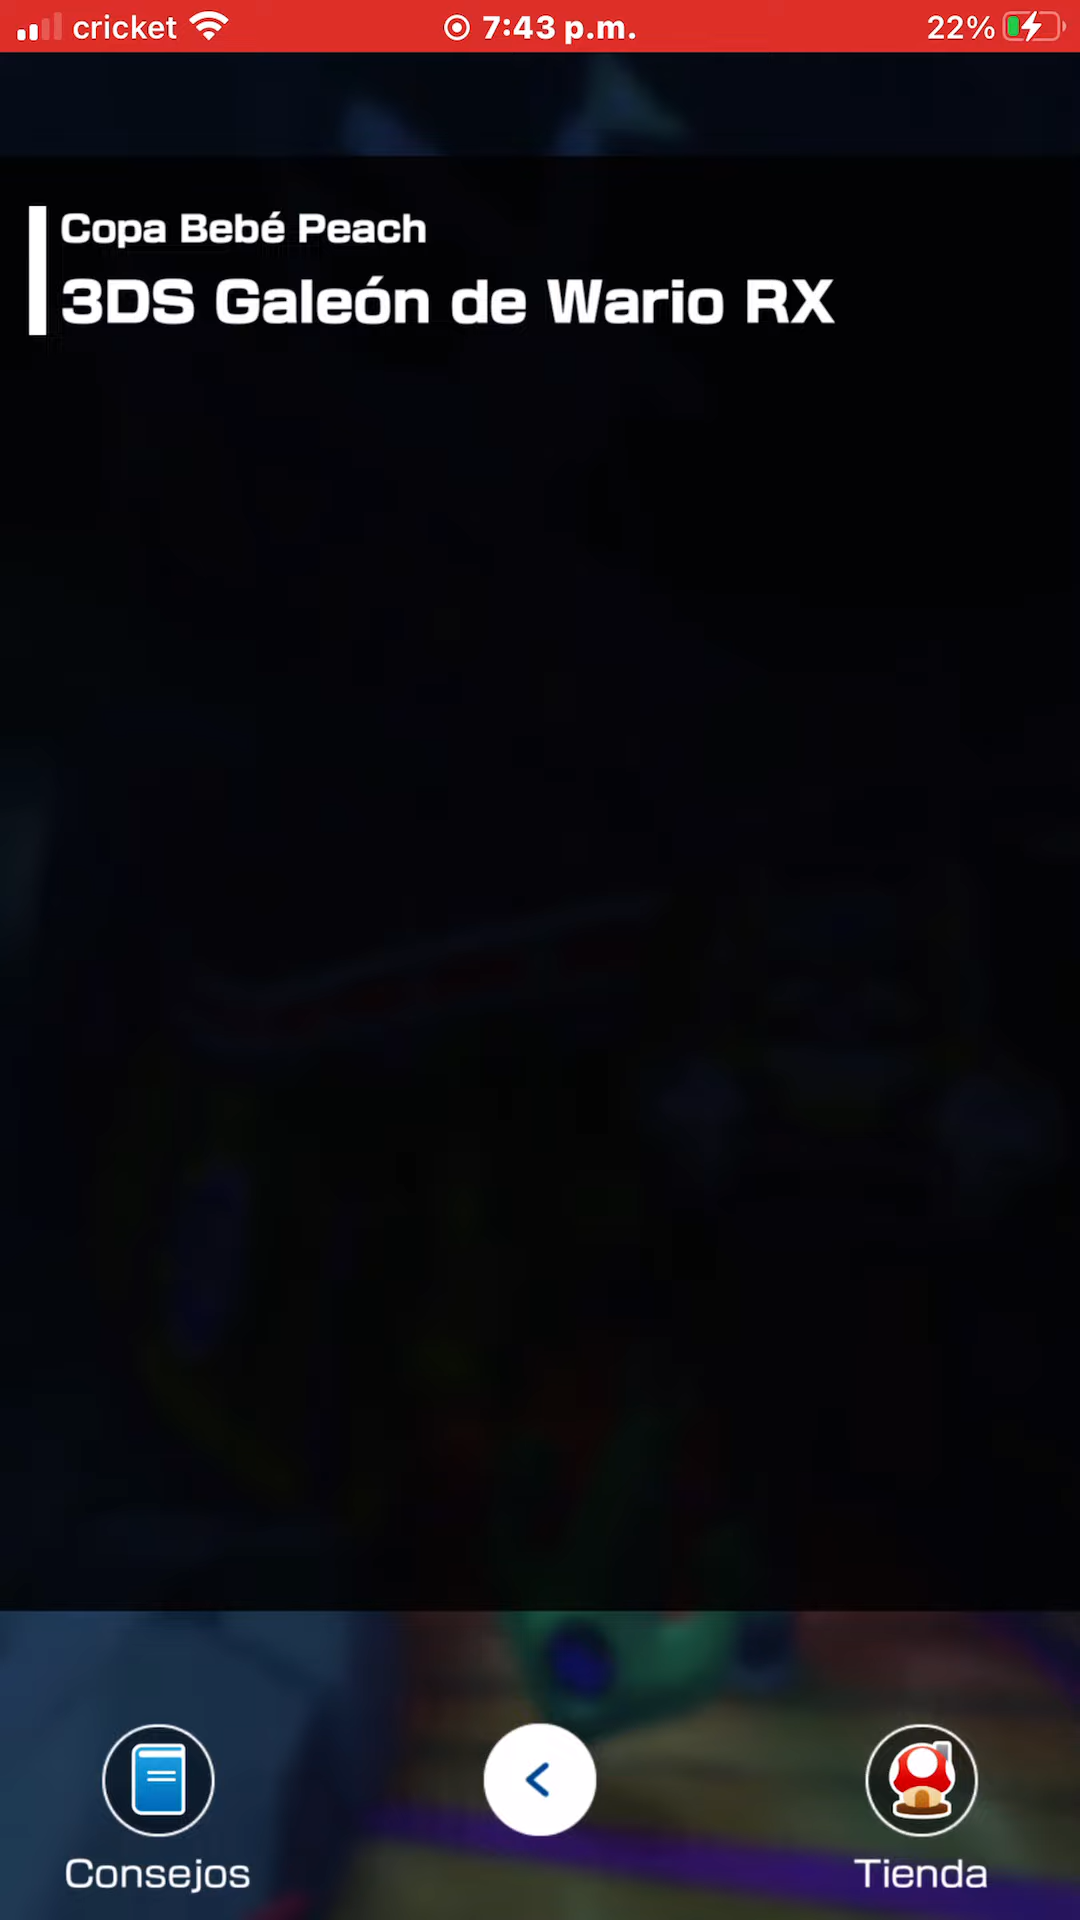 cricket 7:43 p.m. 22%
Copa Bebé Peach
3DS Galeón de Wario RX
Consejos Tienda